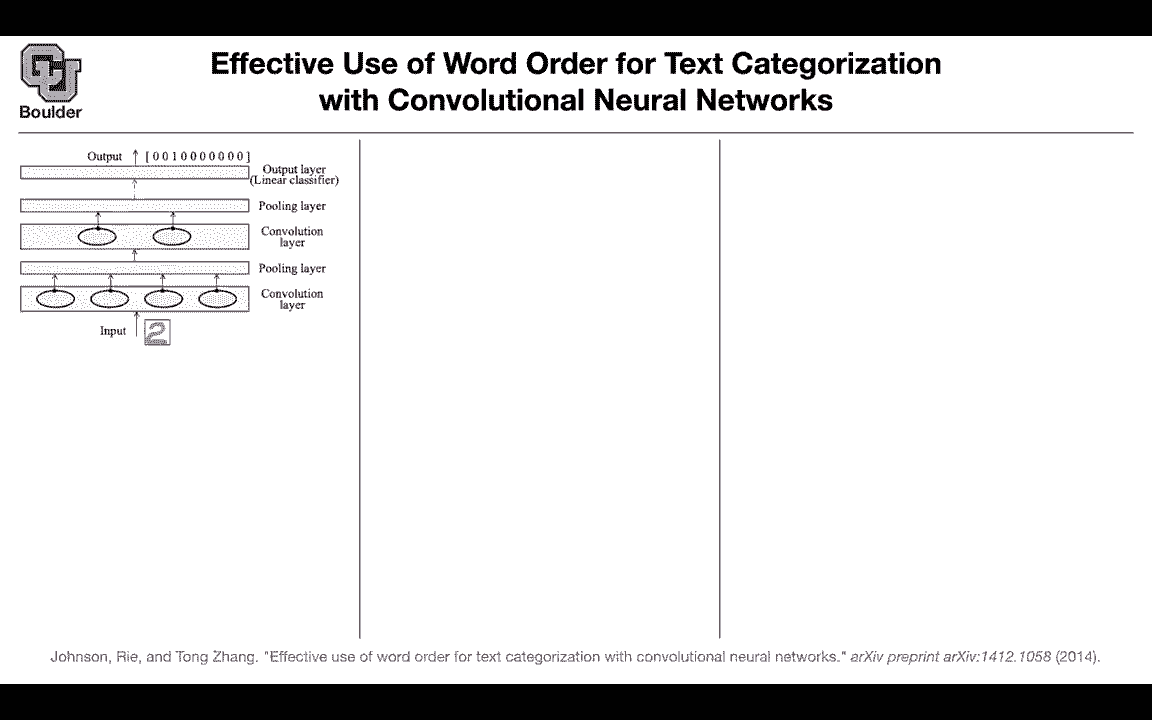 Effective Use of Word Order for Text Categorization
with Convolutional Neural Networks
CU
Boulder
Output [ 0 0 1 0 0 0 0 0 0 0 ]
Output layer
(Linear classifier)
Pooling layer
Convolution
layer
Pooling layer
Convolution
layer
Input 2
Johnson, Rie, and Tong Zhang. "Effective use of word order for text categorization with convolutional neural networks." arXiv preprint arXiv:1412.1058 (2014).